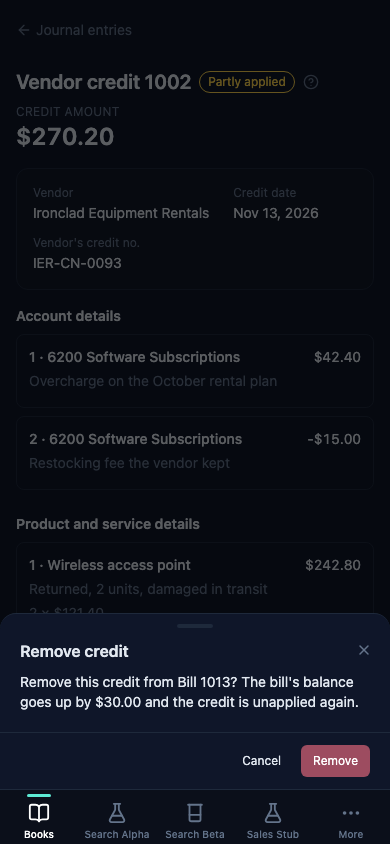 Journal entries
Vendor credit 1002 Partly applied
CREDIT AMOUNT
$270.20
Vendor Credit date
Ironclad Equipment Rentals Nov 13, 2026
Vendor's credit no.
IER-CN-0093
Account details
1 · 6200 Software Subscriptions $42.40
Overcharge on the October rental plan
2 · 6200 Software Subscriptions -$15.00
Restocking fee the vendor kept
Product and service details
1 · Wireless access point $242.80
Returned, 2 units, damaged in transit
2 × $121.40
Remove credit
Remove this credit from Bill 1013? The bill's balance
goes up by $30.00 and the credit is unapplied again.
Cancel Remove
Books Search Alpha Search Beta Sales Stub More